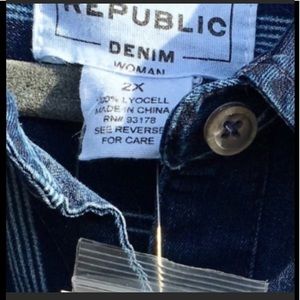 REPUBLIC
DENIM
WOMAN
2X
100% LYOCELL
MADE IN CHINA
RN# 93178
SEE REVERSE
FOR CARE